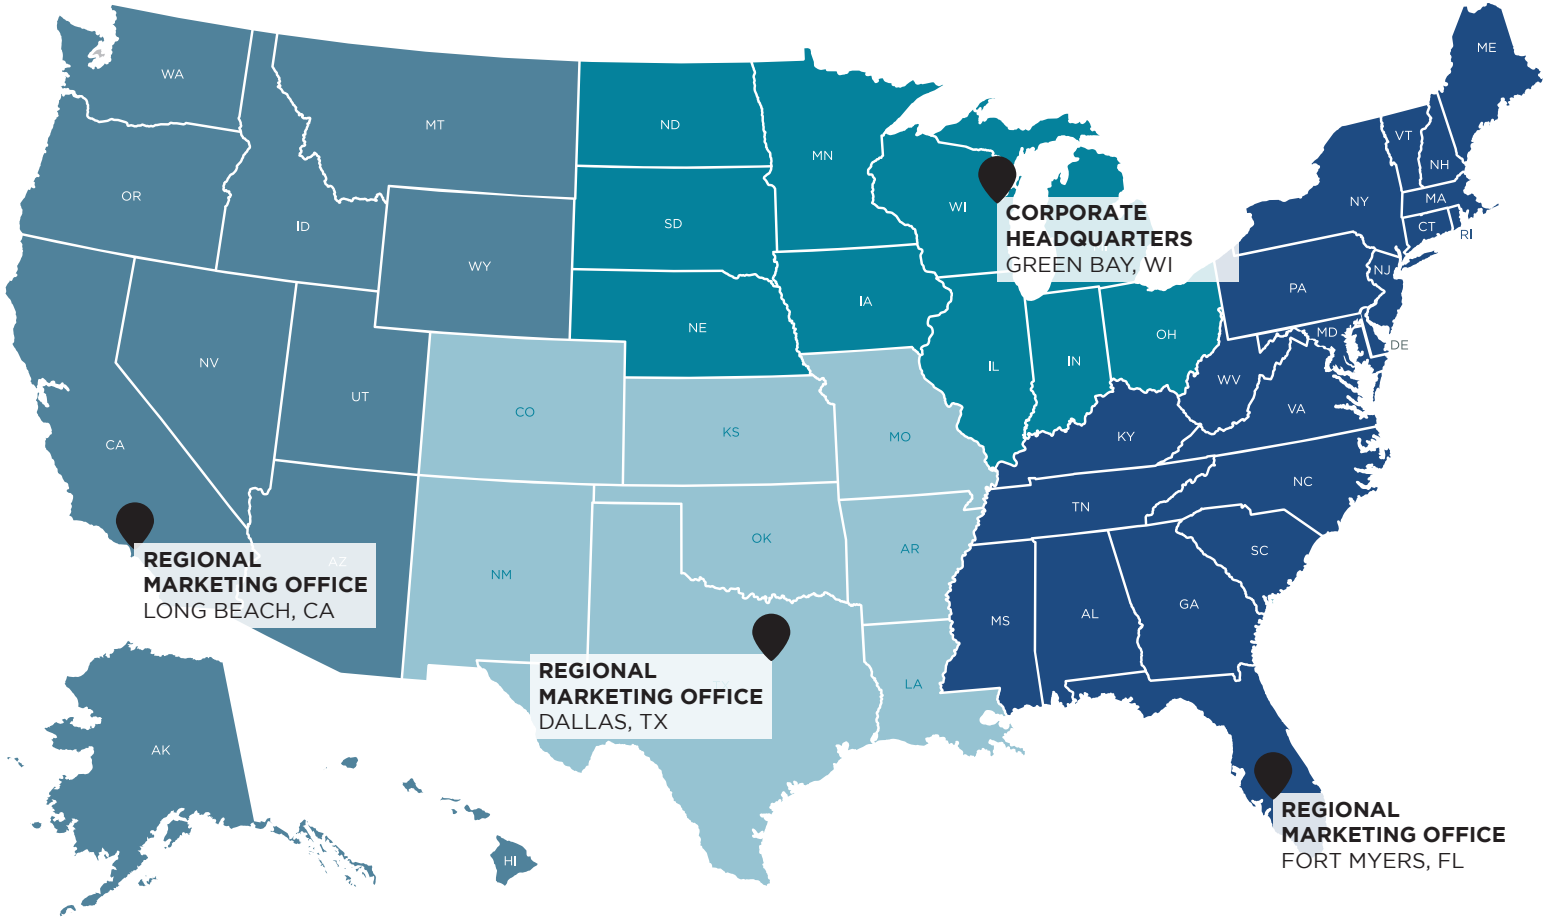 ME
WA
MT
ND
MN
VT
NH
OR
ID
SD
WI
NY
MA
CT
RI
WY
CORPORATE
HEADQUARTERS
GREEN BAY, WI
NJ
PA
IA
NE
MD
DE
OH
NV
UT
IL
IN
WV
VA
CO
KS
MO
KY
CA
NC
TN
OK
AR
SC
AZ
NM
REGIONAL
MARKETING OFFICE
LONG BEACH, CA
MS
AL
GA
REGIONAL
MARKETING OFFICE
DALLAS, TX
TX
LA
AK
HI
REGIONAL
MARKETING OFFICE
FORT MYERS, FL